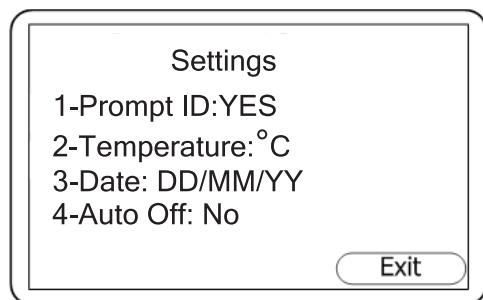 Settings
1-Prompt ID:YES
2-Temperature:°C
3-Date: DD/MM/YY
4-Auto Off: No
Exit